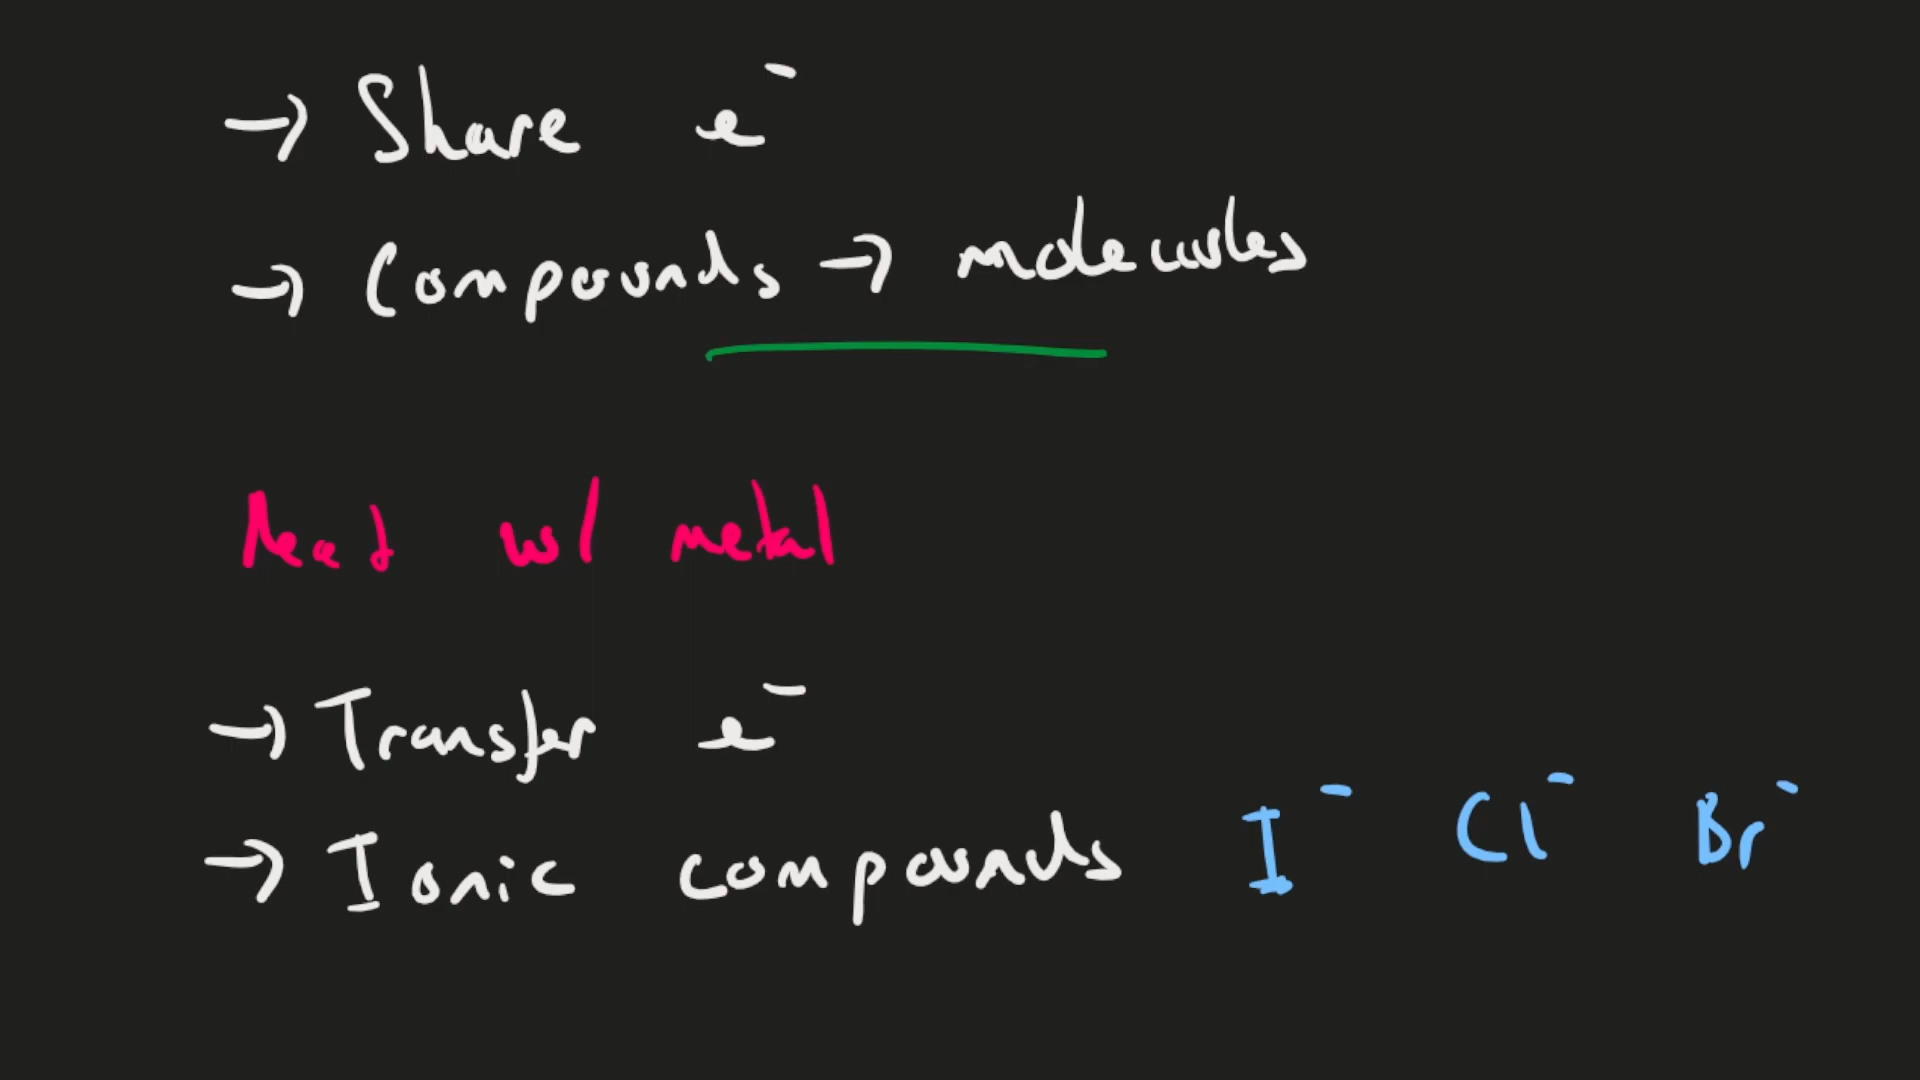 → Share e⁻
→ Compounds → molecules
React w/ metal
→ Transfer e⁻
→ Ionic compounds I⁻ Cl⁻ Br⁻